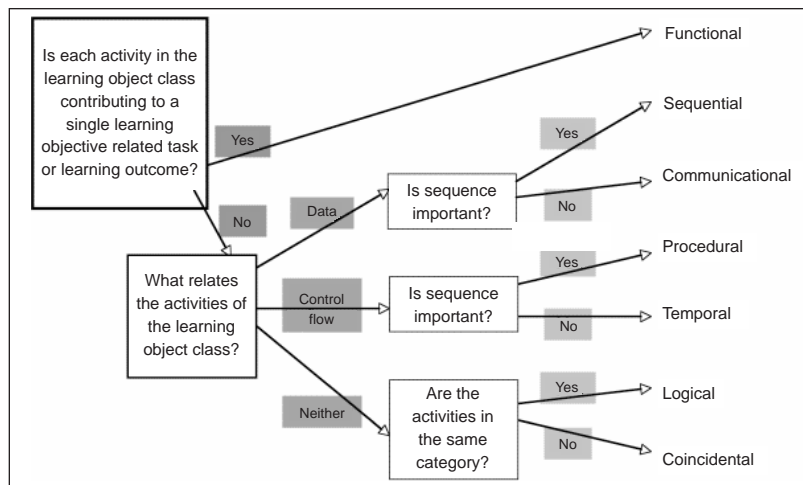 Is each activity in the
learning object class
contributing to a
single learning
objective related task
or learning outcome?
Yes
Functional
No
What relates
the activities of
the learning
object class?
Data
Is sequence
important?
Yes
Sequential
No
Communicational
Control
flow
Is sequence
important?
Yes
Procedural
No
Temporal
Neither
Are the
activities in
the same
category?
Yes
Logical
No
Coincidental